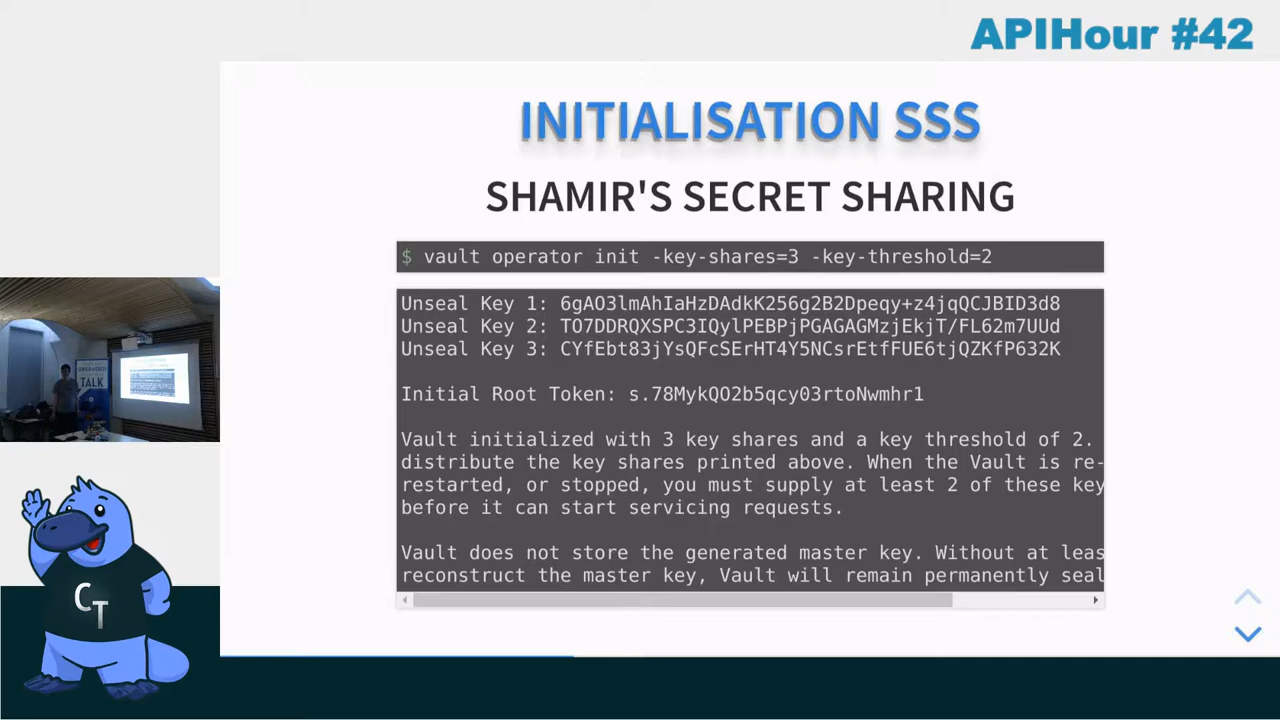 APIHour #42
INITIALISATION SSS
SHAMIR'S SECRET SHARING
$ vault operator init -key-shares=3 -key-threshold=2
Unseal Key 1: 6gAO3lmAhIaHzDAdkK256g2B2Dpeqy+z4jqQCJBID3d8
Unseal Key 2: TO7DDRQXSPC3IQylPEBPjPGAGAGMzjEkjT/FL62m7UUd
Unseal Key 3: CYfEbt83jYsQFcSErHT4Y5NCsrEtfFUE6tjQZKfP632K
Initial Root Token: s.78MykQO2b5qcy03rtoNwmhr1
Vault initialized with 3 key shares and a key threshold of 2.
distribute the key shares printed above. When the Vault is re-
restarted, or stopped, you must supply at least 2 of these key
before it can start servicing requests.
Vault does not store the generated master key. Without at leas
reconstruct the master key, Vault will remain permanently seal
TALK
CT